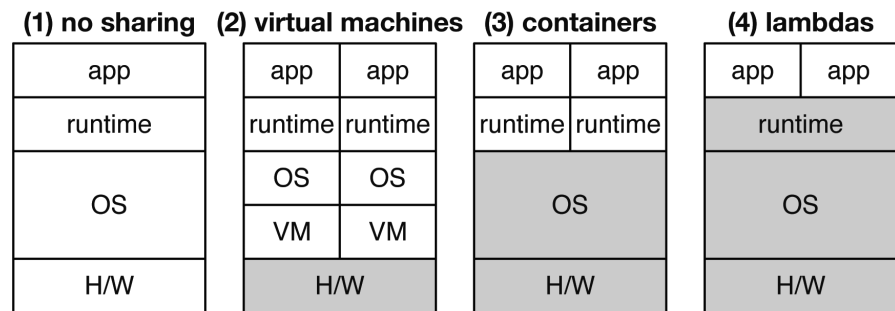 (1) no sharing (2) virtual machines (3) containers (4) lambdas
app app app app app app app
runtime runtime runtime runtime runtime runtime
OS OS OS OS OS
VM VM
H/W H/W H/W H/W